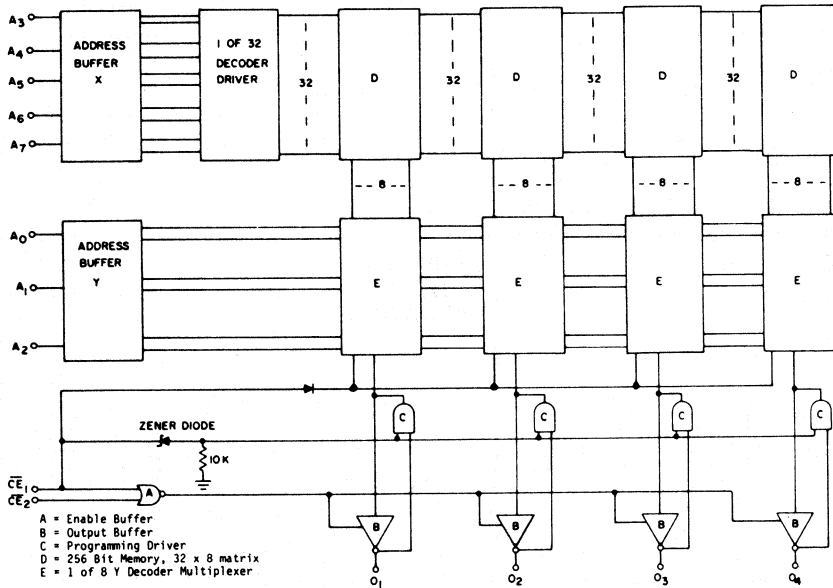 A3
A4
A5
A6
A7
ADDRESS
BUFFER
X
1 OF 32
DECODER
DRIVER
32
D
32
D
32
D
32
D
8
8
8
8
A0
A1
A2
ADDRESS
BUFFER
Y
E
E
E
E
ZENER DIODE
10K
C
C
C
C
C̅E̅1
C̅E̅2
A
B
B
B
B
A = Enable Buffer
B = Output Buffer
C = Programming Driver
D = 256 Bit Memory, 32 x 8 matrix
E = 1 of 8 Y Decoder Multiplexer
O1
O2
O3
O4